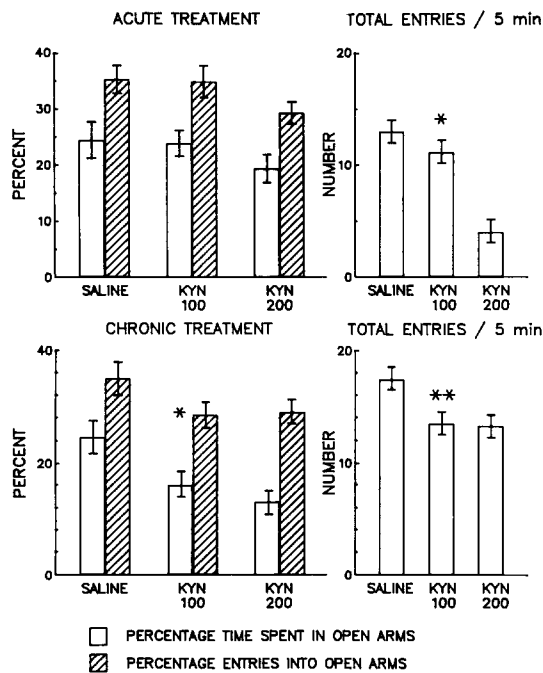 ACUTE TREATMENT
TOTAL ENTRIES / 5 min
PERCENT
40
30
20
10
0
SALINE
KYN
100
KYN
200
NUMBER
20
10
0
*
SALINE
KYN
100
KYN
200
CHRONIC TREATMENT
TOTAL ENTRIES / 5 min
PERCENT
40
20
0
*
SALINE
KYN
100
KYN
200
NUMBER
20
10
0
**
SALINE
KYN
100
KYN
200
PERCENTAGE TIME SPENT IN OPEN ARMS
PERCENTAGE ENTRIES INTO OPEN ARMS